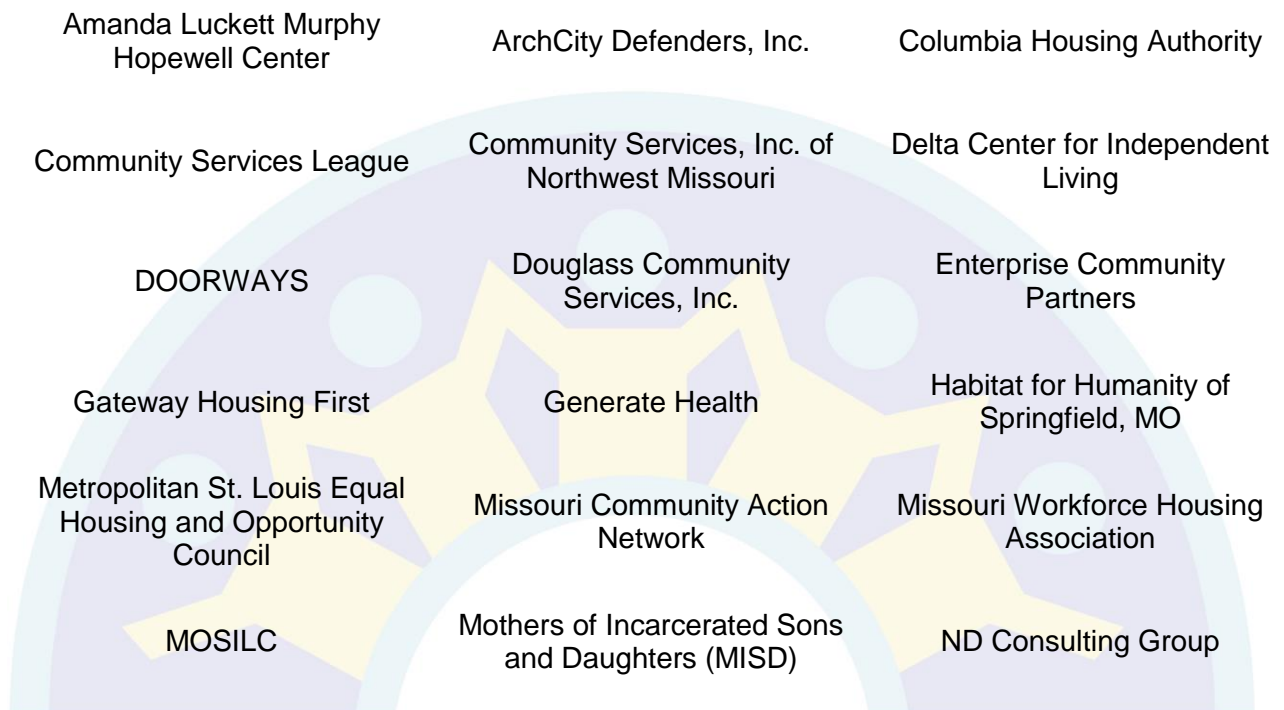 Amanda Luckett Murphy
Hopewell Center
ArchCity Defenders, Inc.
Columbia Housing Authority
Community Services League
Community Services, Inc. of
Northwest Missouri
Delta Center for Independent
Living
DOORWAYS
Douglass Community
Services, Inc.
Enterprise Community
Partners
Gateway Housing First
Generate Health
Habitat for Humanity of
Springfield, MO
Metropolitan St. Louis Equal
Housing and Opportunity
Council
Missouri Community Action
Network
Missouri Workforce Housing
Association
MOSILC
Mothers of Incarcerated Sons
and Daughters (MISD)
ND Consulting Group